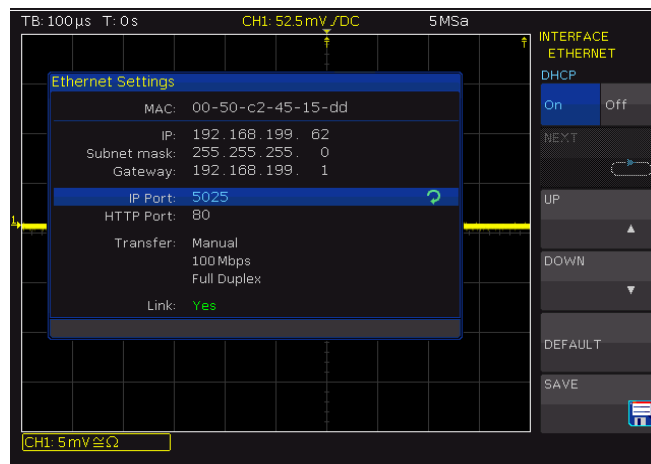 TB: 100µs T: 0s CH1: 52.5mV / DC 5MSa
INTERFACE
ETHERNET
DHCP
On Off
NEXT
UP
DOWN
DEFAULT
SAVE
Ethernet Settings
MAC: 00-50-c2-45-15-dd
IP: 192.168.199. 62
Subnet mask: 255.255.255. 0
Gateway: 192.168.199. 1
IP Port: 5025
HTTP Port: 80
Transfer: Manual
100 Mbps
Full Duplex
Link: Yes
1
CH1: 5mV≅Ω